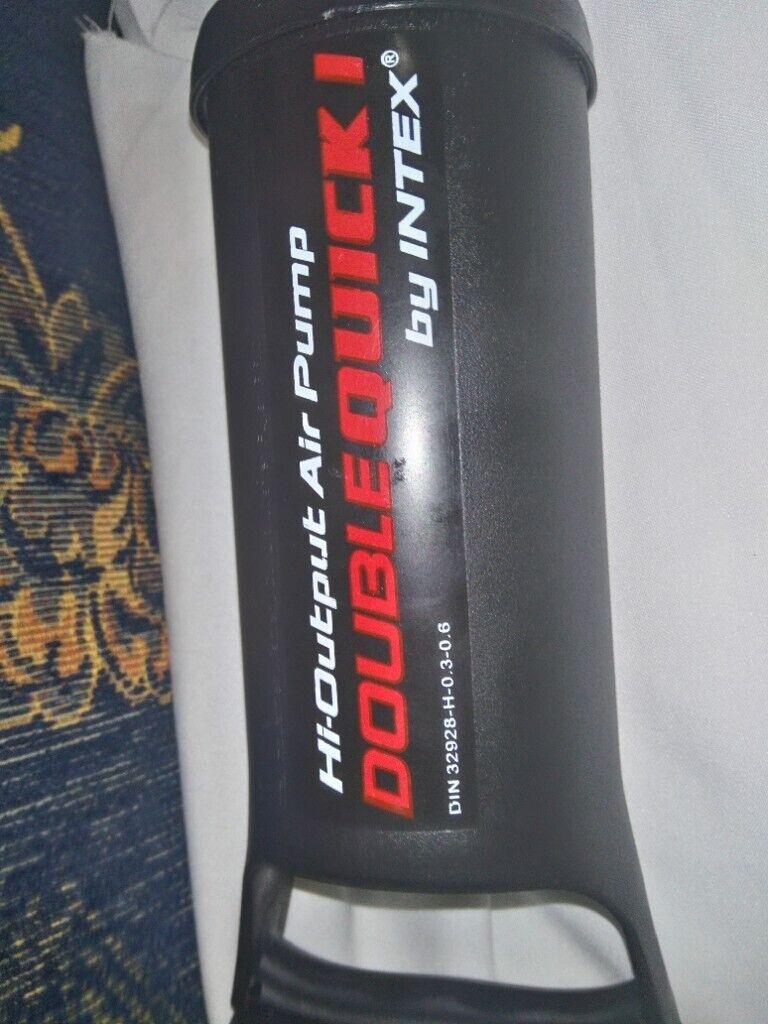 Hi-Output Air Pump
DOUBLE QUICK I
by INTEX®
DIN 32928-H-0.3-0.6